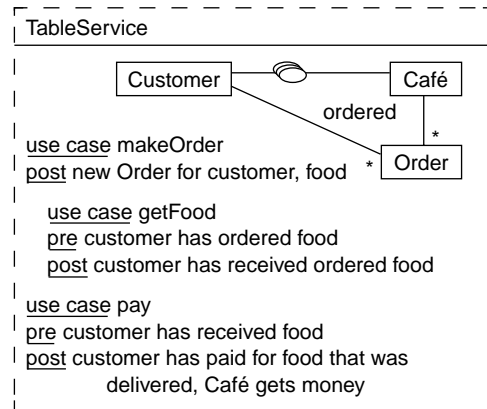 TableService
Customer
Café
ordered
*
* Order
use case makeOrder
post new Order for customer, food
use case getFood
pre customer has ordered food
post customer has received ordered food
use case pay
pre customer has received food
post customer has paid for food that was
delivered, Café gets money